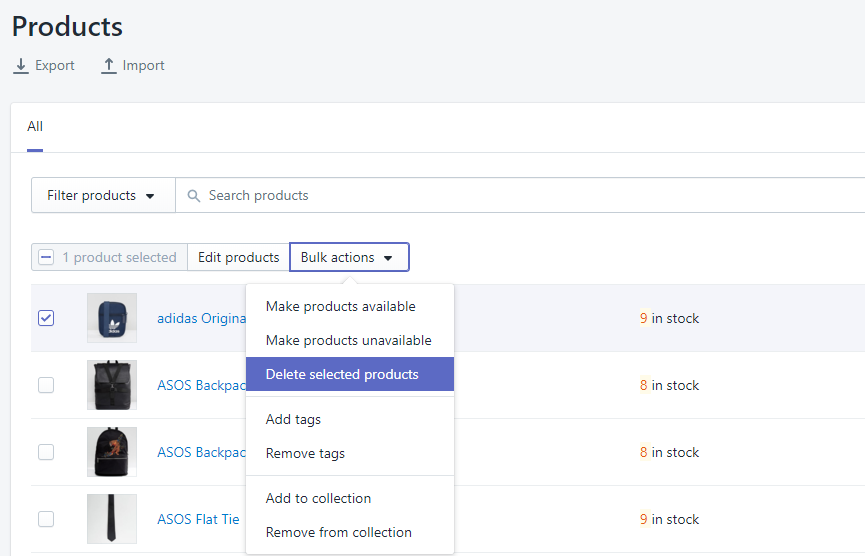 Products
Export Import
All
Filter products Search products
1 product selected Edit products Bulk actions
Make products available
adidas Origina 9 in stock
Make products unavailable
Delete selected products
ASOS Backpac 8 in stock
Add tags
Remove tags
ASOS Backpac 8 in stock
Add to collection
ASOS Flat Tie 9 in stock
Remove from collection